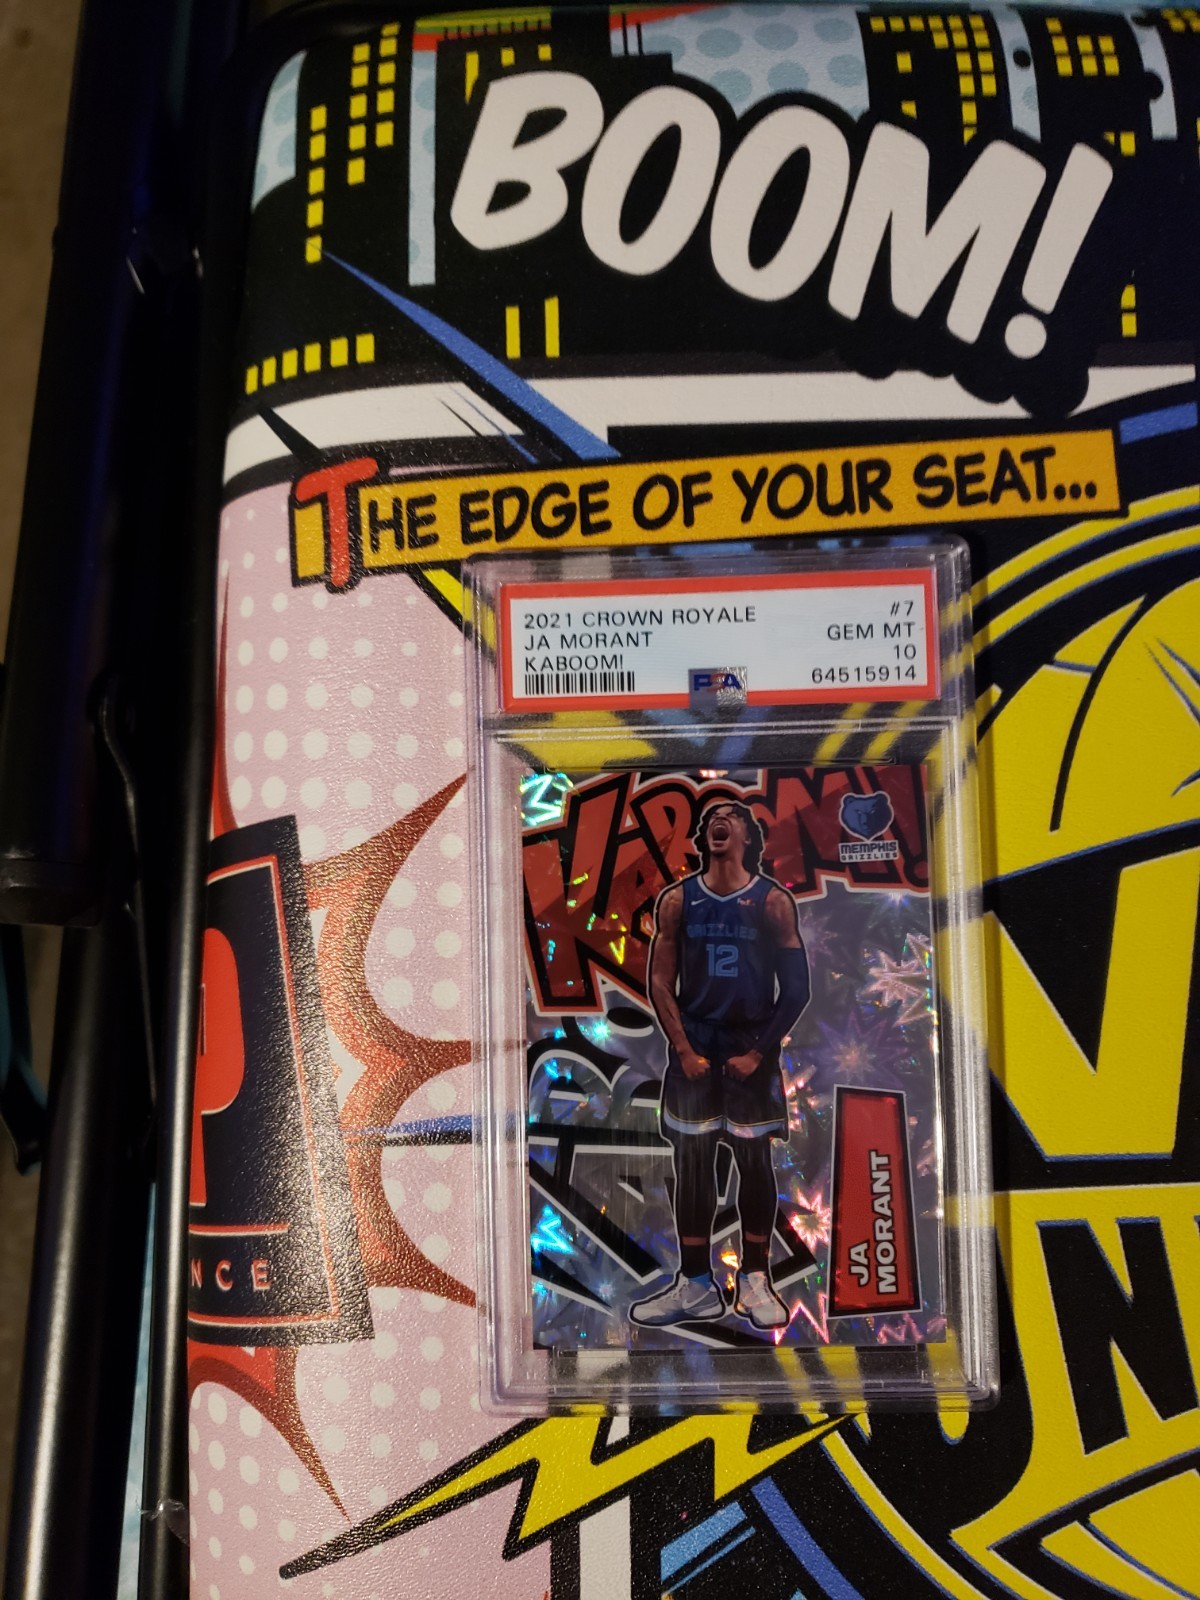 BOOM!
THE EDGE OF YOUR SEAT...
2021 CROWN ROYALE
#7
JA MORANT
GEM MT
KABOOM!
10
PSA
64515914
KABOOM!
MEMPHIS
GRIZZLIES
GRIZZLIES
12
JA
MORANT
NCE